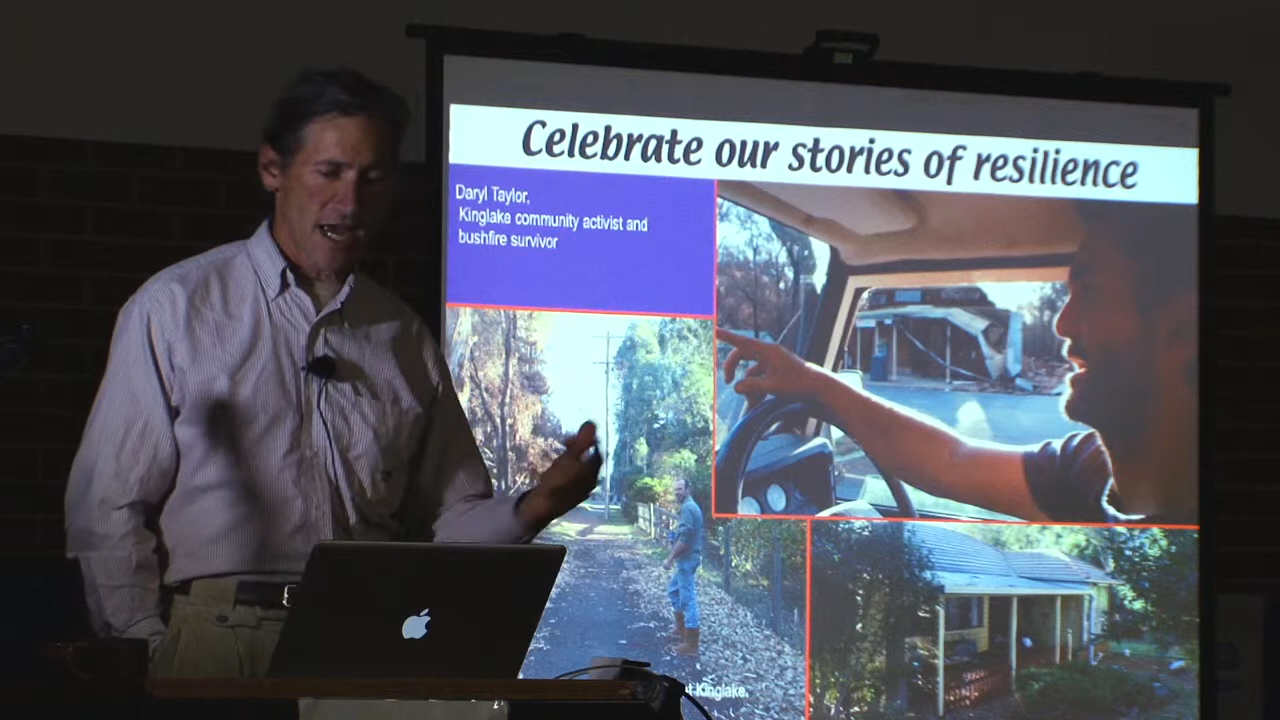 Celebrate our stories of resilience
Daryl Taylor,
Kinglake community activist and
bushfire survivor
Kinglake.